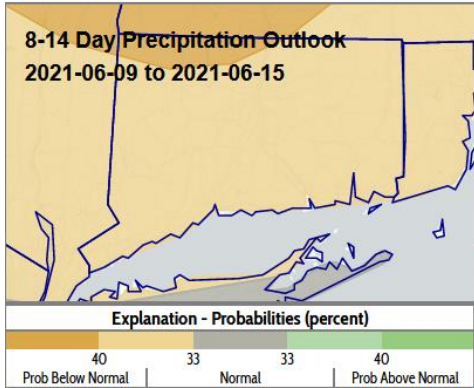 8-14 Day Precipitation Outlook
2021-06-09 to 2021-06-15
Explanation - Probabilities (percent)
40 33 33 40
Prob Below Normal | Normal | Prob Above Normal